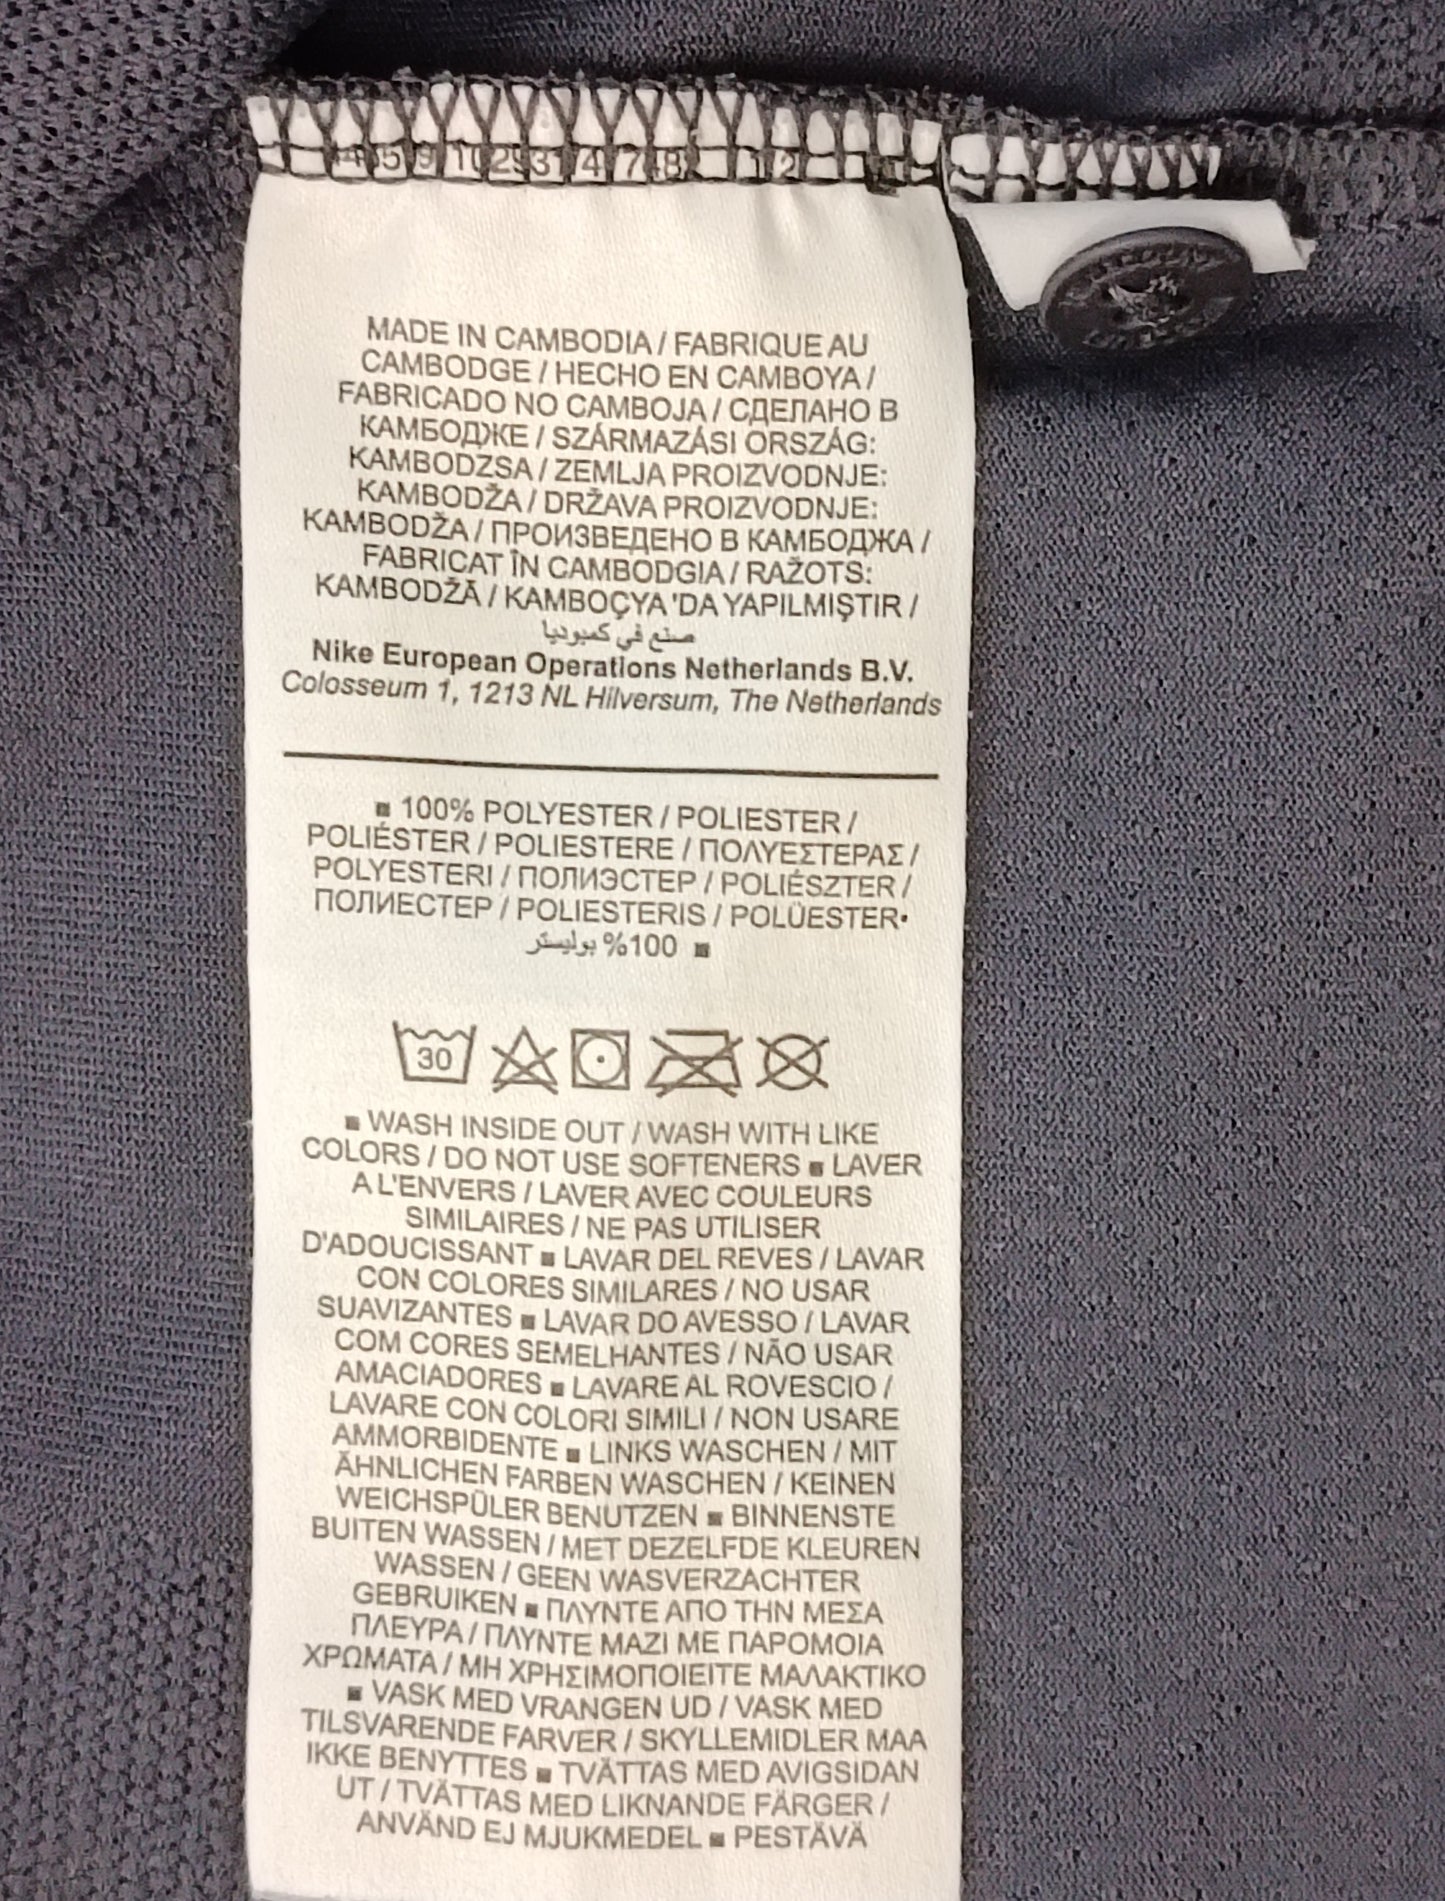 MADE IN CAMBODIA / FABRIQUE AU
CAMBODGE / HECHO EN CAMBOYA /
FABRICADO NO CAMBOJA / СДЕЛАНО В
КАМБОДЖЕ / SZÁRMAZÁSI ORSZÁG:
KAMBODZSA / ZEMLJA PROIZVODNJE:
KAMBODŽA / DRŽAVA PROIZVODNJE:
KAMBODŽA / ПРОИЗВЕДЕНО В КАМБОДЖА /
FABRICAT ÎN CAMBODGIA / RAŽOTS:
KAMBODŽĀ / KAMBOÇYA 'DA YAPILMIŞTIR /
صنع في كمبوديا
Nike European Operations Netherlands B.V.
Colosseum 1, 1213 NL Hilversum, The Netherlands
■ 100% POLYESTER / POLIESTER /
POLIÉSTER / POLIESTERE / ΠΟΛΥΕΣΤΕΡΑΣ /
POLYESTERI / ПОЛИЭСТЕР / POLIÉSZTER /
ПОЛИЕСТЕР / POLIESTERIS / POLÜESTER•
■ 100% بوليستر
30
■ WASH INSIDE OUT / WASH WITH LIKE
COLORS / DO NOT USE SOFTENERS ■ LAVER
A L'ENVERS / LAVER AVEC COULEURS
SIMILAIRES / NE PAS UTILISER
D'ADOUCISSANT ■ LAVAR DEL REVES / LAVAR
CON COLORES SIMILARES / NO USAR
SUAVIZANTES ■ LAVAR DO AVESSO / LAVAR
COM CORES SEMELHANTES / NÃO USAR
AMACIADORES ■ LAVARE AL ROVESCIO /
LAVARE CON COLORI SIMILI / NON USARE
AMMORBIDENTE ■ LINKS WASCHEN / MIT
ÄHNLICHEN FARBEN WASCHEN / KEINEN
WEICHSPÜLER BENUTZEN ■ BINNENSTE
BUITEN WASSEN / MET DEZELFDE KLEUREN
WASSEN / GEEN WASVERZACHTER
GEBRUIKEN ■ ΠΛΥΝΤΕ ΑΠΟ ΤΗΝ ΜΕΣΑ
ΠΛΕΥΡΑ / ΠΛΥΝΤΕ ΜΑΖΙ ΜΕ ΠΑΡΟΜΟΙΑ
ΧΡΩΜΑΤΑ / ΜΗ ΧΡΗΣΙΜΟΠΟΙΕΙΤΕ ΜΑΛΑΚΤΙΚΟ
■ VASK MED VRANGEN UD / VASK MED
TILSVARENDE FARVER / SKYLLEMIDLER MAA
IKKE BENYTTES ■ TVÄTTAS MED AVIGSIDAN
UT / TVÄTTAS MED LIKNANDE FÄRGER /
ANVÄND EJ MJUKMEDEL ■ PESTÄVÄ